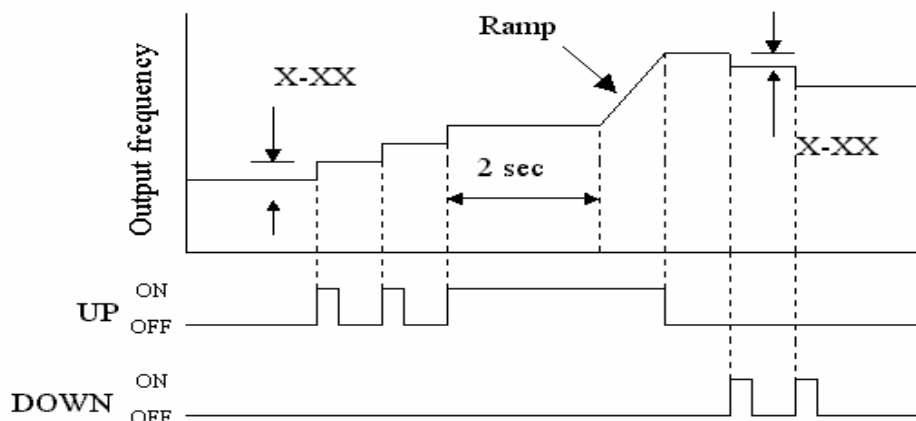 Ramp
X-XX
X-XX
Output frequency
2 sec
UP
ON
OFF
DOWN
ON
OFF